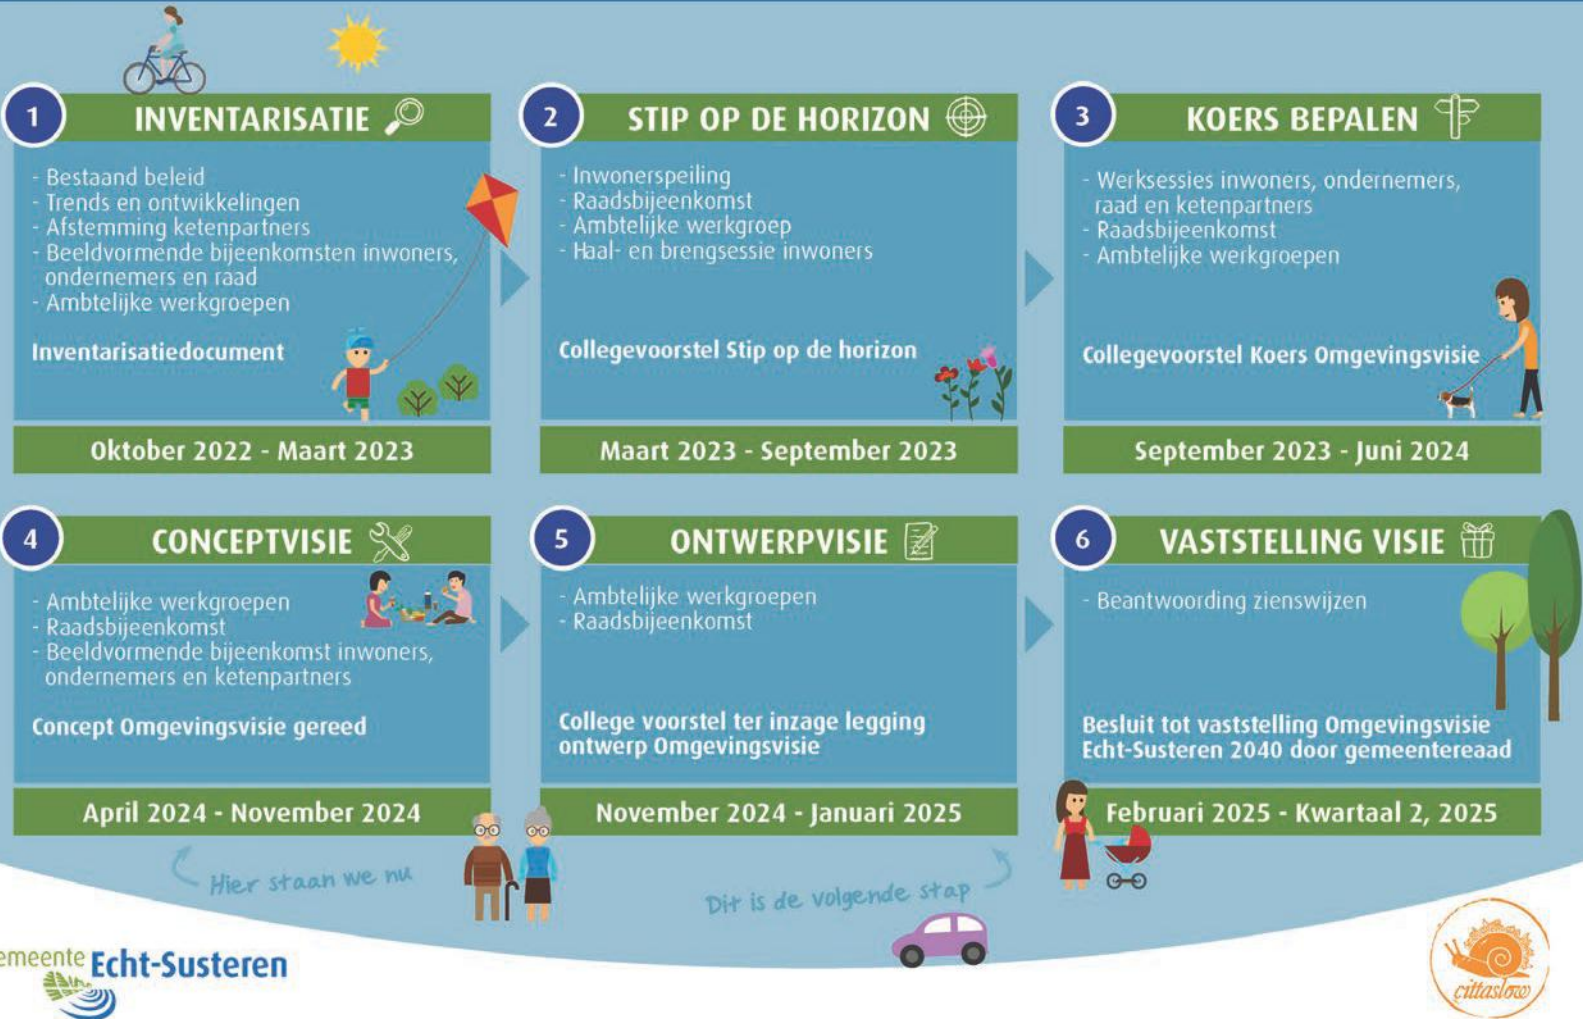 1
INVENTARISATIE
- Bestaand beleid
- Trends en ontwikkelingen
- Afstemming ketenpartners
- Beeldvormende bijeenkomsten inwoners,
ondernemers en raad
- Ambtelijke werkgroepen
Inventarisatiedocument
Oktober 2022 - Maart 2023
2
STIP OP DE HORIZON
- Inwonerspeiling
- Raadsbijeenkomst
- Ambtelijke werkgroep
- Haal- en brengsessie inwoners
Collegevoorstel Stip op de horizon
Maart 2023 - September 2023
3
KOERS BEPALEN
- Werksessies inwoners, ondernemers,
raad en ketenpartners
- Raadsbijeenkomst
- Ambtelijke werkgroepen
Collegevoorstel Koers Omgevingsvisie
September 2023 - Juni 2024
4
CONCEPTVISIE
- Ambtelijke werkgroepen
- Raadsbijeenkomst
- Beeldvormende bijeenkomst inwoners,
ondernemers en ketenpartners
Concept Omgevingsvisie gereed
April 2024 - November 2024
5
ONTWERPVISIE
- Ambtelijke werkgroepen
- Raadsbijeenkomst
College voorstel ter inzage legging
ontwerp Omgevingsvisie
November 2024 - Januari 2025
6
VASTSTELLING VISIE
- Beantwoording zienswijzen
Besluit tot vaststelling Omgevingsvisie
Echt-Susteren 2040 door gemeentereaad
Februari 2025 - Kwartaal 2, 2025
Hier staan we nu
Dit is de volgende stap
emeente Echt-Susteren
cittaslow